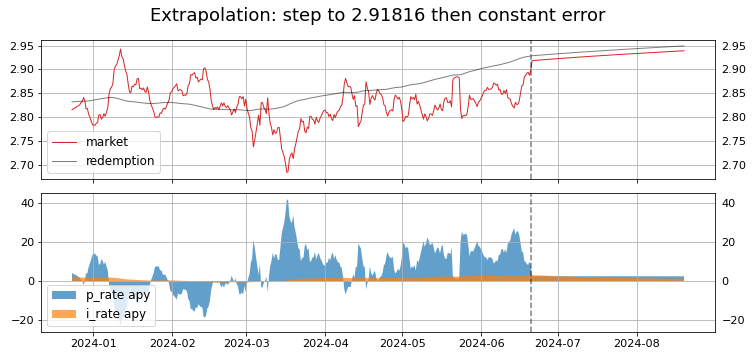 Extrapolation: step to 2.91816 then constant error
2.95 2.95
2.90 2.90
2.85 2.85
2.80 2.80
2.75 2.75
market
redemption
2.70 2.70
40 40
20 20
0 0
p_rate apy
i_rate apy
−20 −20
2024-01 2024-02 2024-03 2024-04 2024-05 2024-06 2024-07 2024-08